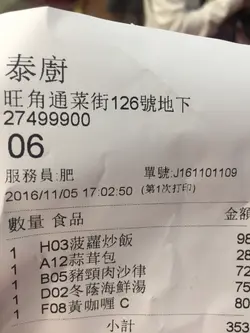 泰廚
旺角通菜街126號地下
27499900
06
服務員:肥 單號:J161101109
2016/11/05 17:02:50 (第1次打印)
數量 食品 金額
1 H03菠蘿炒飯 98
1 A12蒜茸包 28
1 B05豬頸肉沙律 72
1 D02冬蔭海鮮湯 75
1 F08黃咖喱 C 80
小計 353